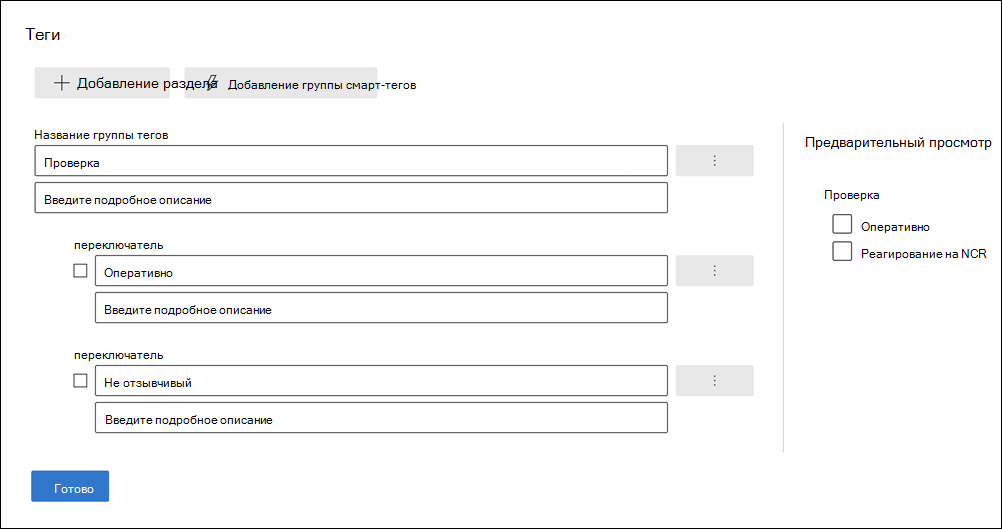 Теги
Добавление раздела
Добавление группы смарт-тегов
Название группы тегов
Проверка
Введите подробное описание
переключатель
Оперативно
Введите подробное описание
переключатель
Не отзывчивый
Введите подробное описание
Готово
Предварительный просмотр
Проверка
Оперативно
Реагирование на NCR